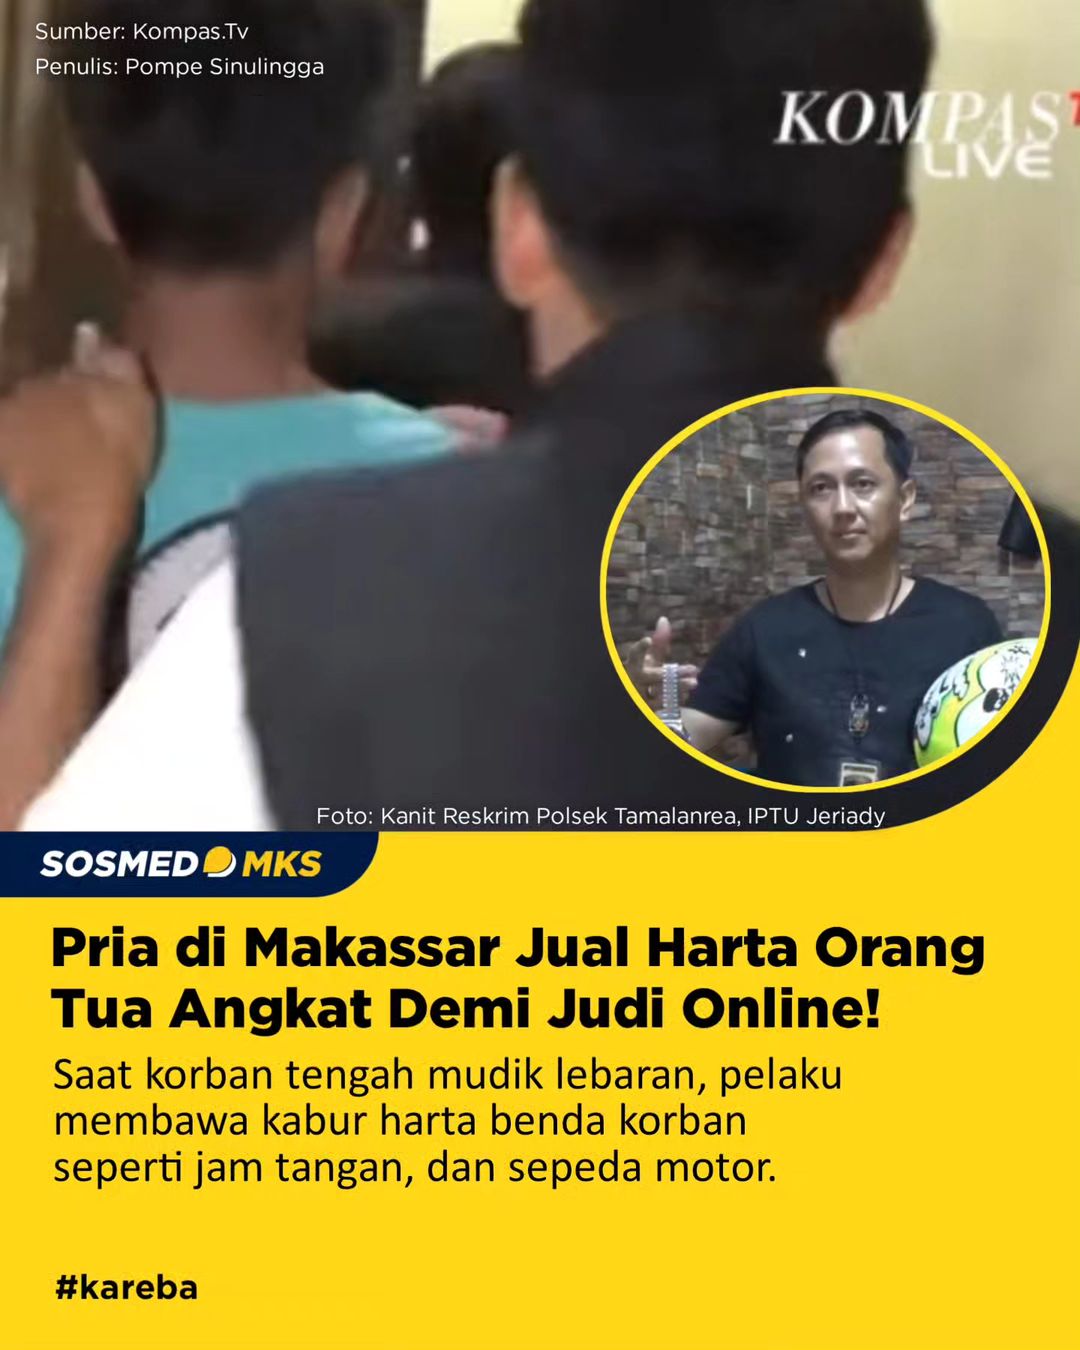 Sumber: Kompas.Tv
Penulis: Pompe Sinulingga
KOMPAS
LIVE
Foto: Kanit Reskrim Polsek Tamalanrea, IPTU Jeriady
SOSMED MKS
Pria di Makassar Jual Harta Orang
Tua Angkat Demi Judi Online!
Saat korban tengah mudik lebaran, pelaku
membawa kabur harta benda korban
seperti jam tangan, dan sepeda motor.
#kareba